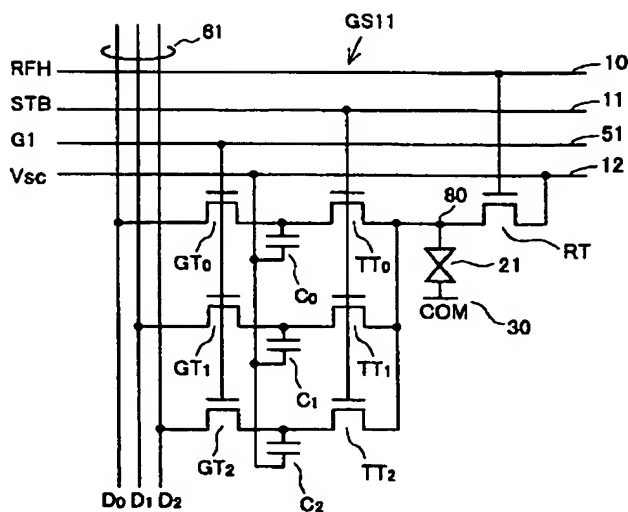 81
GS11
RFH
10
STB
11
G1
51
Vsc
12
80
GT0
C0
TT0
21
RT
COM
30
GT1
C1
TT1
GT2
C2
TT2
D0 D1 D2